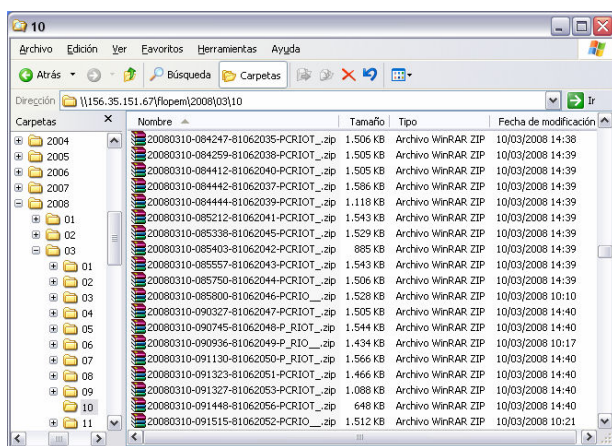 10
Archivo Edición Ver Favoritos Herramientas Ayuda
Atrás Búsqueda Carpetas
Dirección \\156.35.151.67\flopem\2008\03\10 Ir
Carpetas
2004
2005
2006
2007
2008
01
02
03
01
02
03
04
05
06
07
08
09
10
11
Nombre Tamaño Tipo Fecha de modificación
20080310-084247-81062035-PCRIOT_.zip 1.506 KB Archivo WinRAR ZIP 10/03/2008 14:38
20080310-084259-81062038-PCRIOT_.zip 1.505 KB Archivo WinRAR ZIP 10/03/2008 14:39
20080310-084412-81062040-PCRIOT_.zip 1.505 KB Archivo WinRAR ZIP 10/03/2008 14:39
20080310-084442-81062037-PCRIOT_.zip 1.586 KB Archivo WinRAR ZIP 10/03/2008 14:39
20080310-084444-81062039-PCRIOT_.zip 1.118 KB Archivo WinRAR ZIP 10/03/2008 14:39
20080310-085212-81062041-PCRIOT_.zip 1.543 KB Archivo WinRAR ZIP 10/03/2008 14:39
20080310-085338-81062045-PCRIOT_.zip 1.529 KB Archivo WinRAR ZIP 10/03/2008 14:39
20080310-085403-81062042-PCRIOT_.zip 885 KB Archivo WinRAR ZIP 10/03/2008 14:39
20080310-085557-81062043-PCRIOT_.zip 1.543 KB Archivo WinRAR ZIP 10/03/2008 14:39
20080310-085750-81062044-PCRIOT_.zip 1.506 KB Archivo WinRAR ZIP 10/03/2008 14:39
20080310-085800-81062046-PCRIO__.zip 1.528 KB Archivo WinRAR ZIP 10/03/2008 10:10
20080310-090327-81062047-PCRIOT_.zip 1.505 KB Archivo WinRAR ZIP 10/03/2008 14:40
20080310-090745-81062048-P_RIOT_.zip 1.544 KB Archivo WinRAR ZIP 10/03/2008 14:40
20080310-090936-81062049-P_RIO__.zip 1.434 KB Archivo WinRAR ZIP 10/03/2008 10:17
20080310-091130-81062050-P_RIOT_.zip 1.566 KB Archivo WinRAR ZIP 10/03/2008 14:40
20080310-091323-81062051-PCRIOT_.zip 1.466 KB Archivo WinRAR ZIP 10/03/2008 14:40
20080310-091327-81062053-PCRIOT_.zip 1.088 KB Archivo WinRAR ZIP 10/03/2008 14:40
20080310-091448-81062056-PCRIOT_.zip 648 KB Archivo WinRAR ZIP 10/03/2008 14:40
20080310-091515-81062052-PCRIO__.zip 1.512 KB Archivo WinRAR ZIP 10/03/2008 10:21